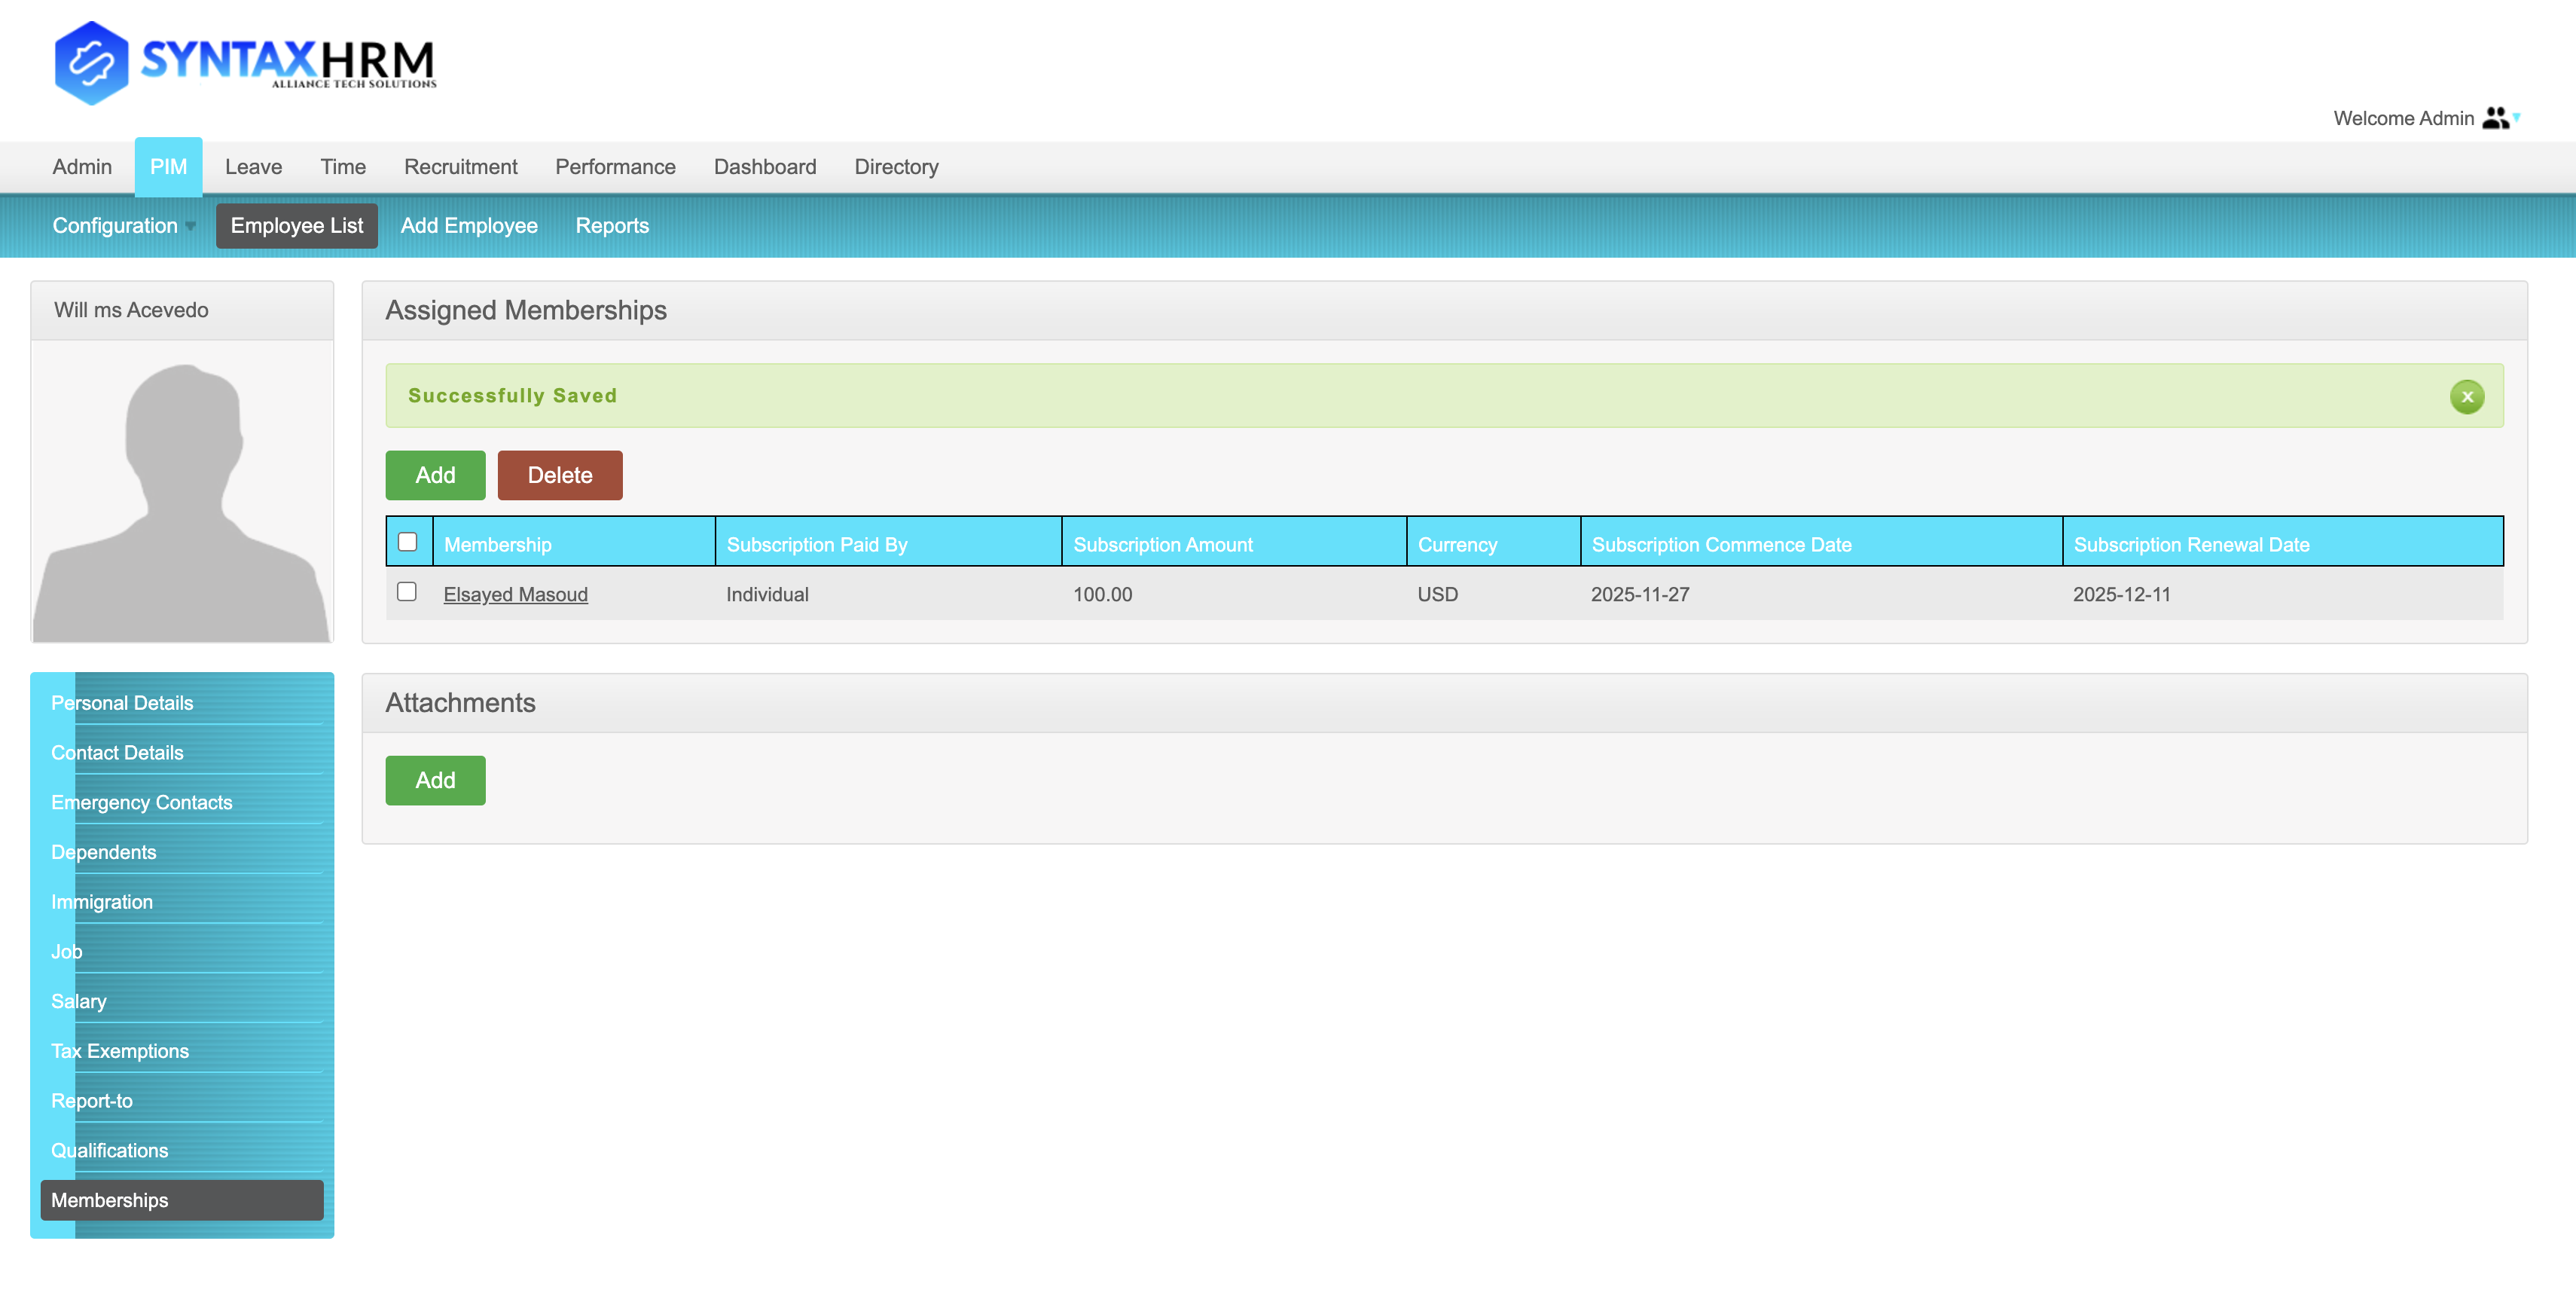 SYNTAXHRM
ALLIANCE TECH SOLUTIONS
Welcome Admin
Admin PIM Leave Time Recruitment Performance Dashboard Directory
Configuration Employee List Add Employee Reports
Will ms Acevedo
Assigned Memberships
Successfully Saved
x
Add Delete
Membership Subscription Paid By Subscription Amount Currency Subscription Commence Date Subscription Renewal Date
Elsayed Masoud Individual 100.00 USD 2025-11-27 2025-12-11
Personal Details
Contact Details
Emergency Contacts
Dependents
Immigration
Job
Salary
Tax Exemptions
Report-to
Qualifications
Memberships
Attachments
Add